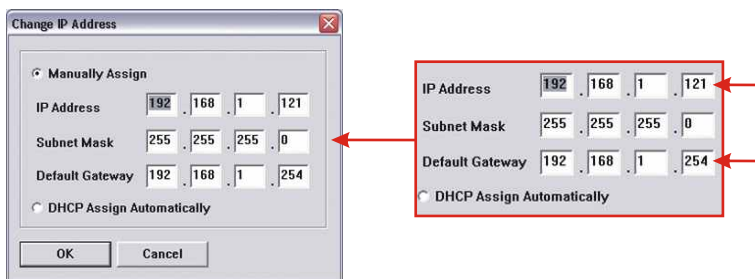 Change IP Address
Manually Assign
IP Address 192 . 168 . 1 . 121
Subnet Mask 255 . 255 . 255 . 0
Default Gateway 192 . 168 . 1 . 254
DHCP Assign Automatically
OK Cancel
IP Address 192 . 168 . 1 . 121
Subnet Mask 255 . 255 . 255 . 0
Default Gateway 192 . 168 . 1 . 254
DHCP Assign Automatically